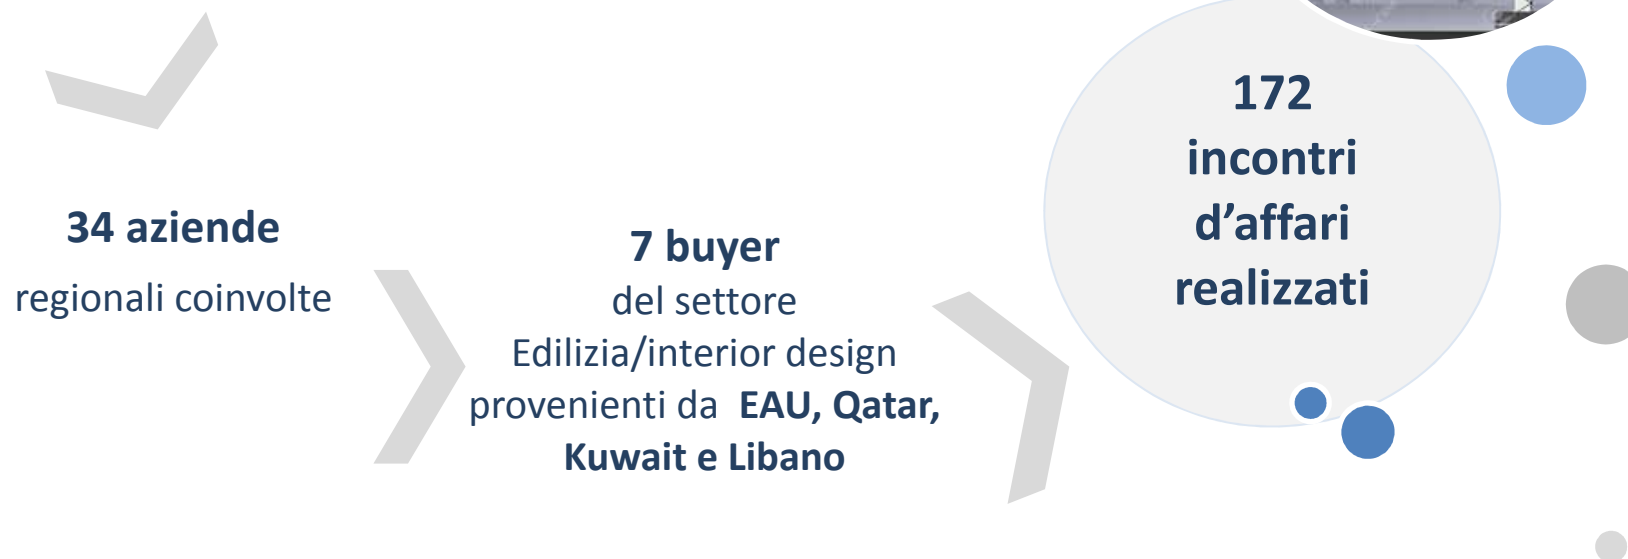 34 aziende
regionali coinvolte
7 buyer
del settore
Edilizia/interior design
provenienti da EAU, Qatar,
Kuwait e Libano
172
incontri
d’affari
realizzati